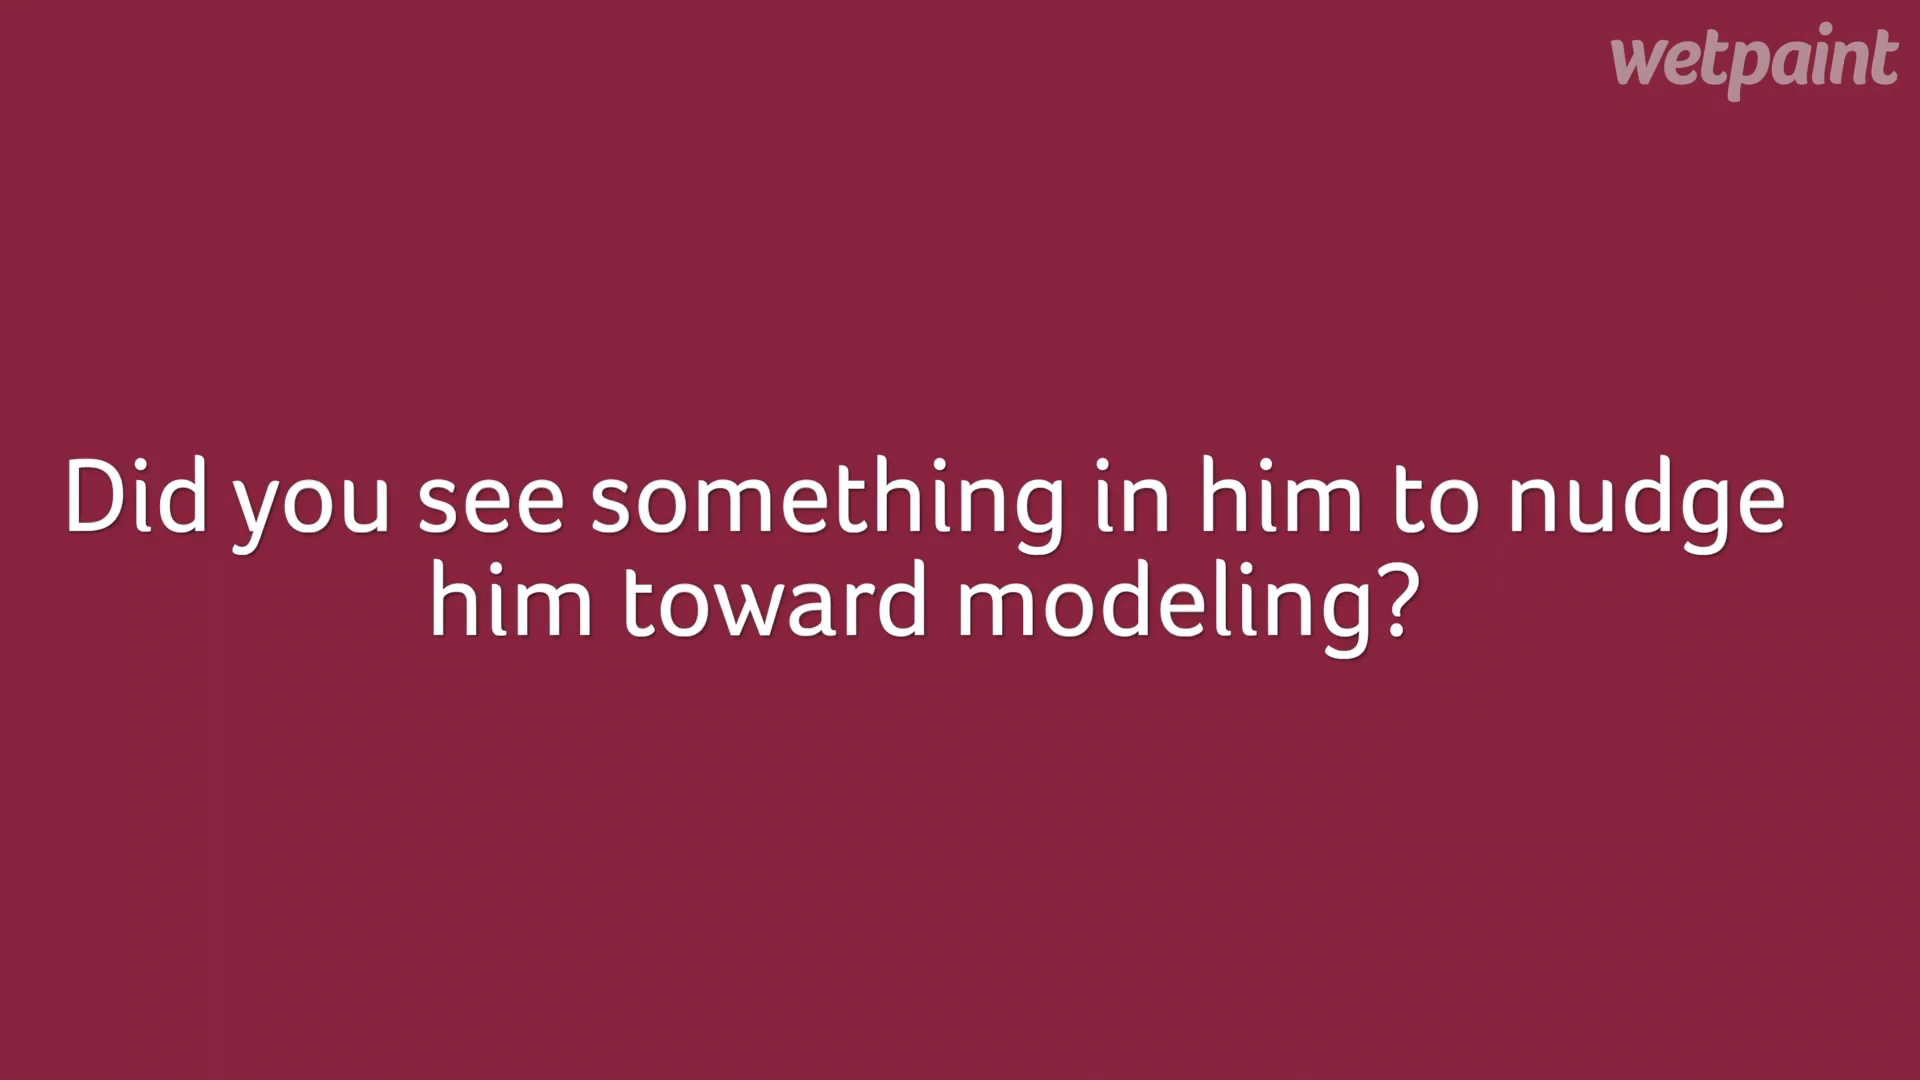 wetpaint
Did you see something in him to nudge
him toward modeling?